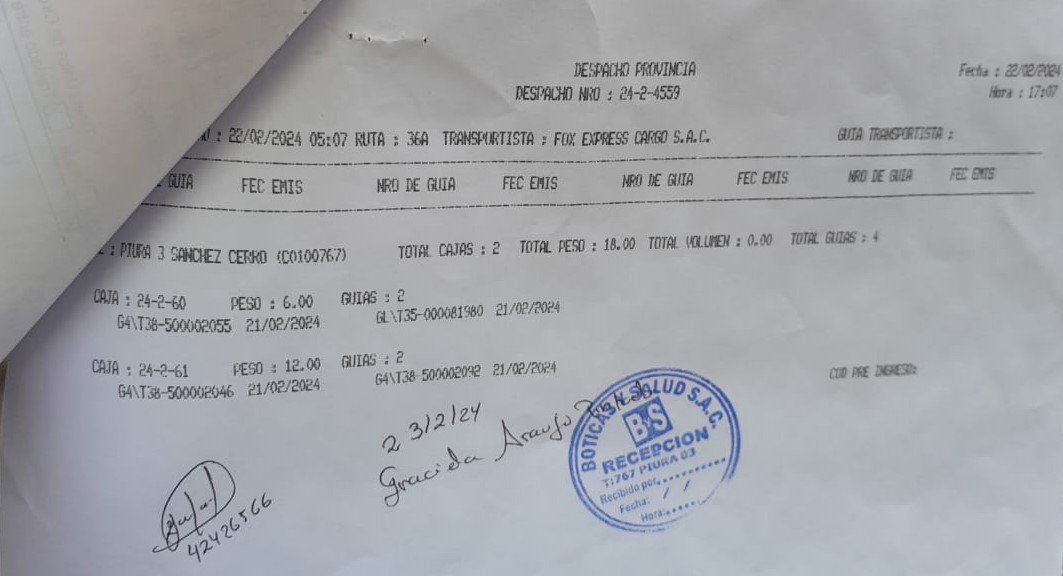 DESPACHO PROVINCIA
DESPACHO NRO : 24-2-4559
Fecha : 22/02/2024
Hora : 17:07
: 22/02/2024 05:07 RUTA : 36A TRANSPORTISTA : FOX EXPRESS CARGO S.A.C. GUIA TRANSPORTISTA :
GUIA FEC EMIS NRO DE GUIA FEC EMIS NRO DE GUIA FEC EMIS NRO DE GUIA FEC EMIS
: PIURA 3 SANCHEZ CERRO (C0100767) TOTAL CAJAS : 2 TOTAL PESO : 18.00 TOTAL VOLUMEN : 0.00 TOTAL GUIAS : 4
CAJA : 24-2-60 PESO : 6.00 GUIAS : 2
G4\T38-500002055 21/02/2024 GL\T35-000081980 21/02/2024
CAJA : 24-2-61 PESO : 12.00 GUIAS : 2
G4\T38-500002046 21/02/2024 G4\T38-500002092 21/02/2024
COD PRE INGRESO:
23/2/24
Graciela Araujo
42426566
BOTICAS Y SALUD S.A.C.
B&S
RECEPCION
T:767 PIURA 03
Recibido por.
Fecha: / /
Hora: